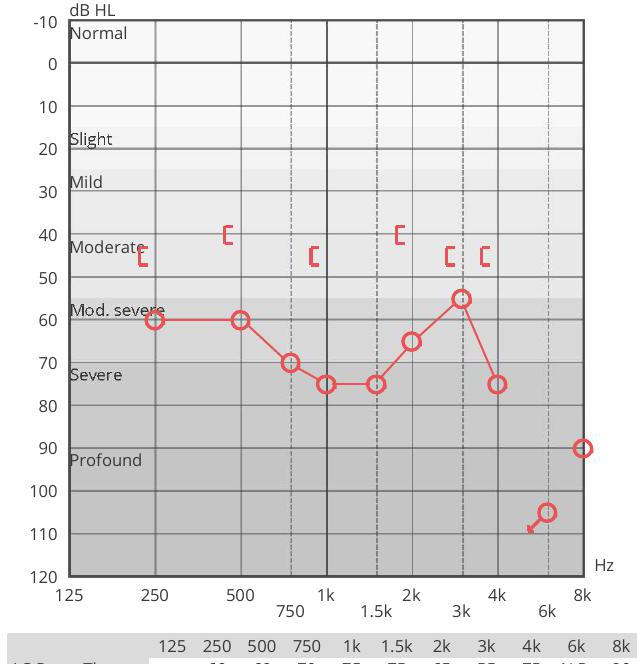 dB HL
-10
Normal
0
10
Slight
20
Mild
30
40
Moderate
50
Mod. severe
60
70
Severe
80
90
Profound
100
110
120
Hz
125 250 500 1k 2k 4k 8k
750 1.5k 3k 6k
125 250 500 750 1k 1.5k 2k 3k 4k 6k 8k